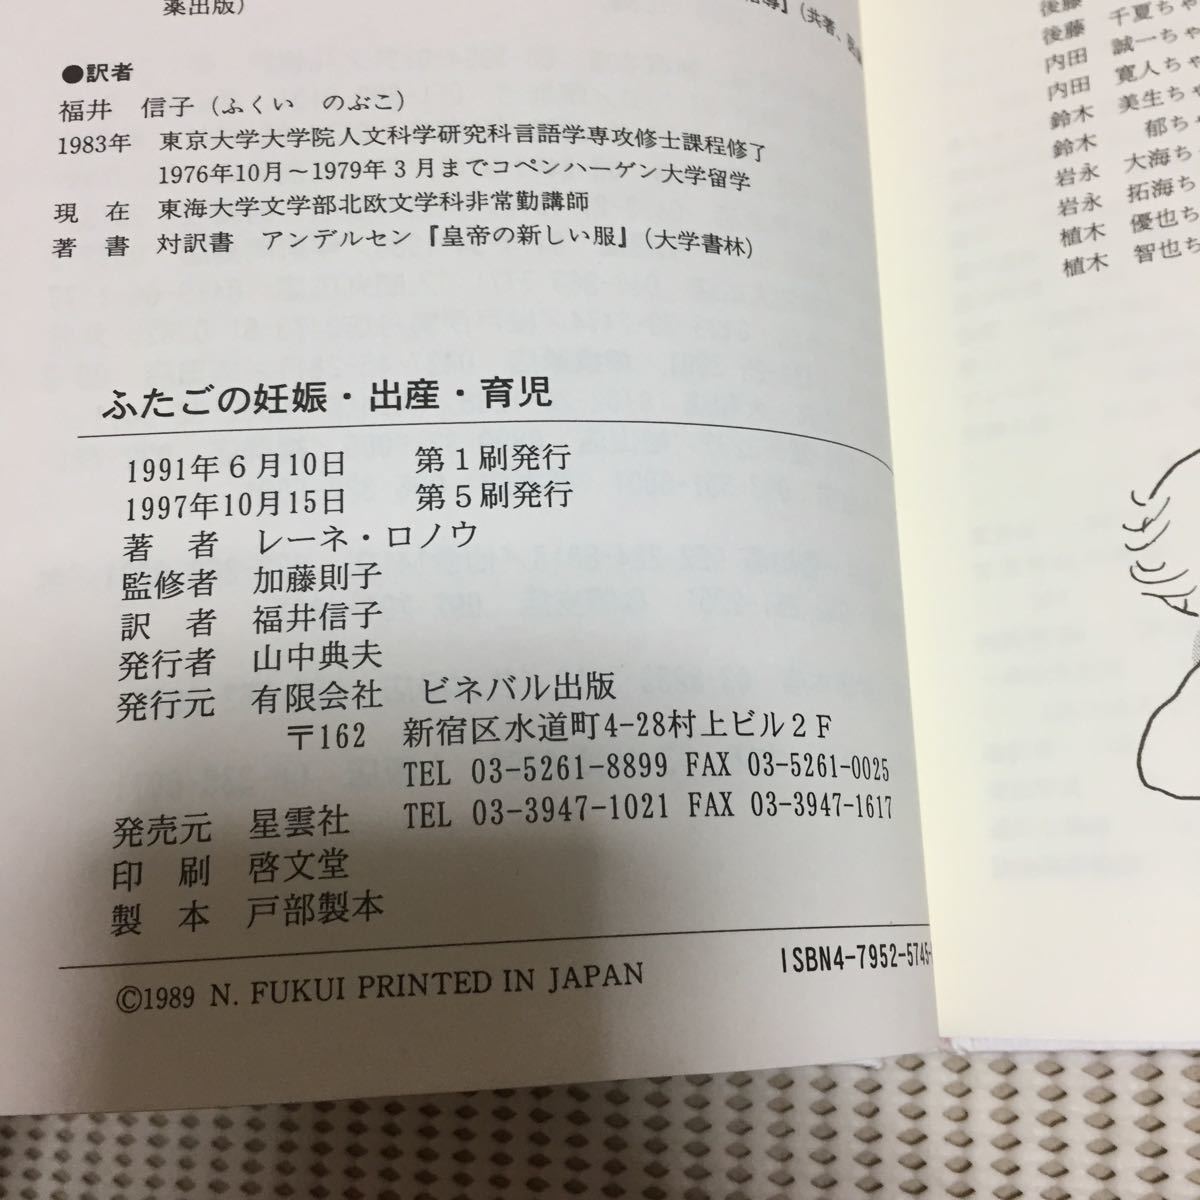 薬出版)
』(共著、
●訳者
福井　信子(ふくい　のぶこ)
1983年　東京大学大学院人文科学研究科言語学専攻修士課程修了
1976年10月～1979年3月までコペンハーゲン大学留学
現　在　東海大学文学部北欧文学科非常勤講師
著　書　対訳書　アンデルセン『皇帝の新しい服』(大学書林)
ふたごの妊娠・出産・育児
1991年6月10日　第1刷発行
1997年10月15日　第5刷発行
著　者　レーネ・ロノウ
監修者　加藤則子
訳　者　福井信子
発行者　山中典夫
発行元　有限会社　ビネバル出版
〒162　新宿区水道町4-28村上ビル2F
TEL 03-5261-8899 FAX 03-5261-0025
発売元　星雲社　TEL 03-3947-1021 FAX 03-3947-1617
印　刷　啓文堂
製　本　戸部製本
ISBN4-7952-5745-
©1989 N. FUKUI PRINTED IN JAPAN
後藤
後藤　千夏ちゃ
内田　誠一ちゃ
内田　寛人ちゃ
鈴木　美生ちゃ
鈴木　郁ちゃ
岩永　大海ち
岩永　拓海ち
植木　優也ち
植木　智也ち